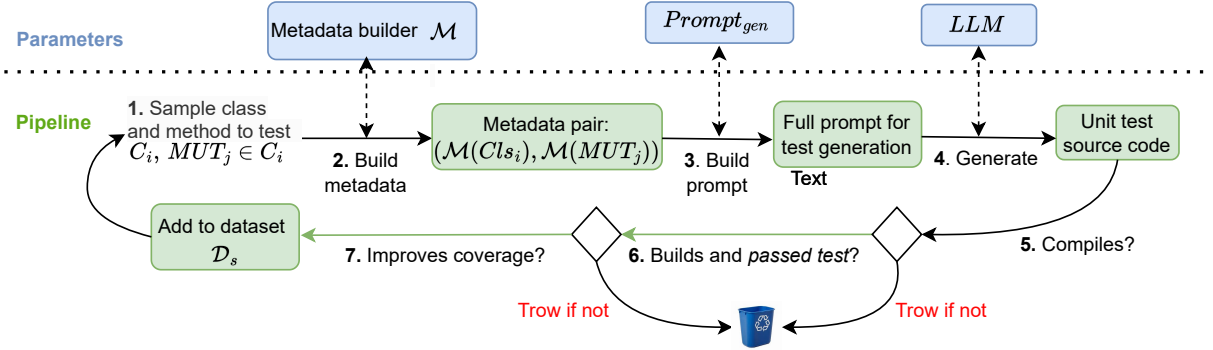 Parameters
Metadata builder ℳ
Prompt_gen
LLM
Pipeline
1. Sample class
and method to test
C_i, MUT_j ∈ C_i
2. Build
metadata
Metadata pair:
(ℳ(Cls_i), ℳ(MUT_j))
3. Build
prompt
Full prompt for
test generation
Text
4. Generate
Unit test
source code
Add to dataset
𝒟_s
7. Improves coverage?
6. Builds and passed test?
5. Compiles?
Trow if not
Trow if not